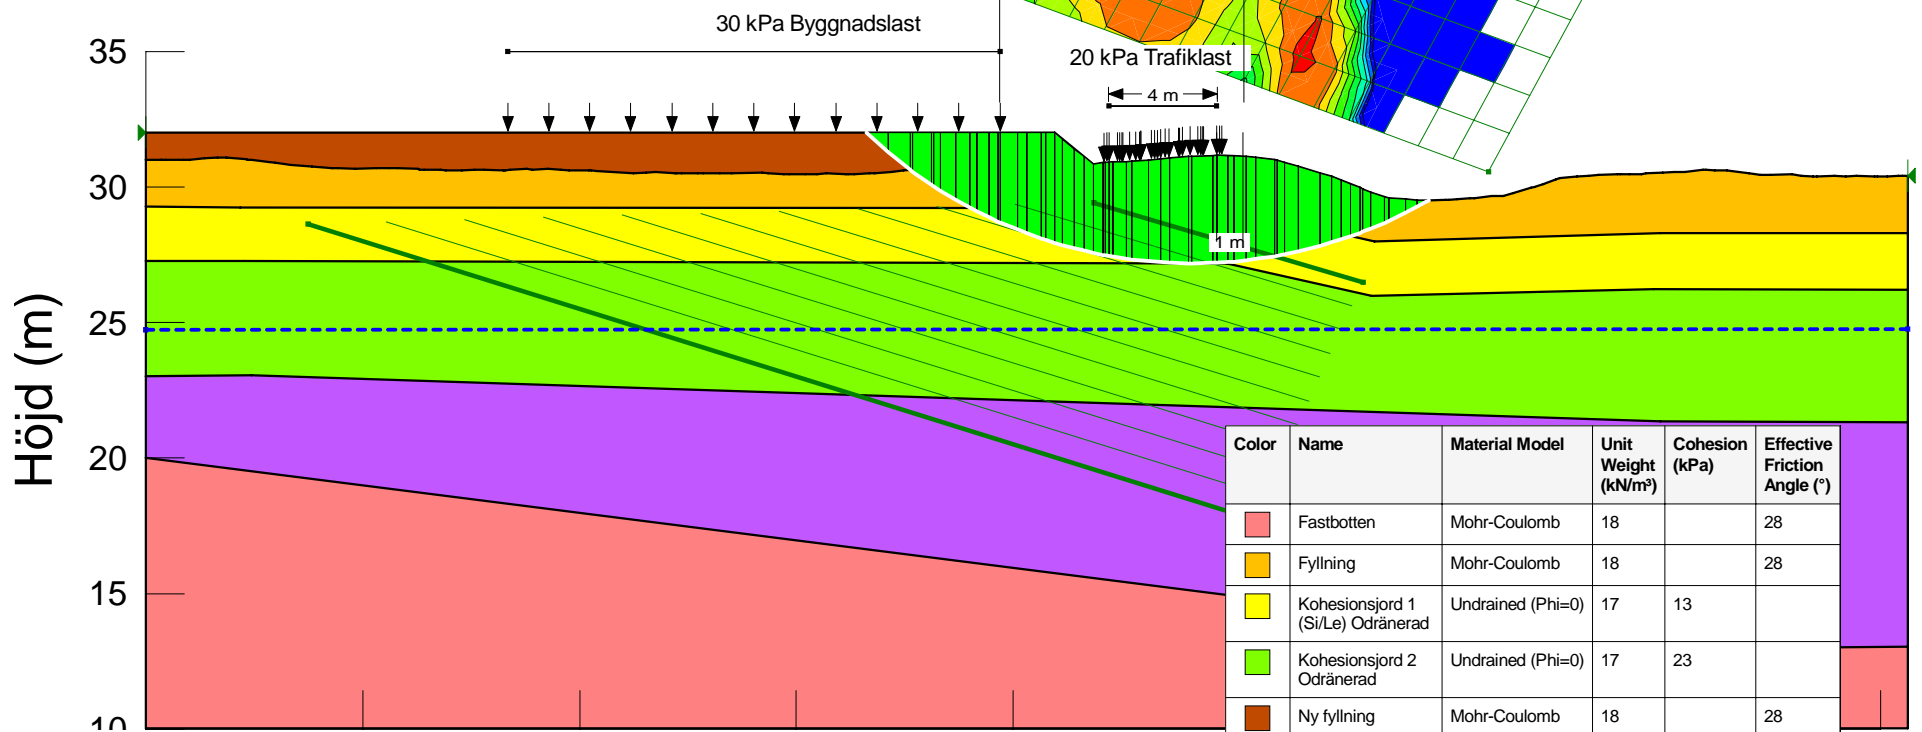 30 kPa Byggnadslast
20 kPa Trafiklast
4 m
1 m
Höjd (m)
35
30
25
20
15
10
Color Name Material Model Unit Weight (kN/m³) Cohesion (kPa) Effective Friction Angle (°)
Fastbotten Mohr-Coulomb 18 28
Fyllning Mohr-Coulomb 18 28
Kohesionsjord 1 (Si/Le) Odränerad Undrained (Phi=0) 17 13
Kohesionsjord 2 Odränerad Undrained (Phi=0) 17 23
Ny fyllning Mohr-Coulomb 18 28